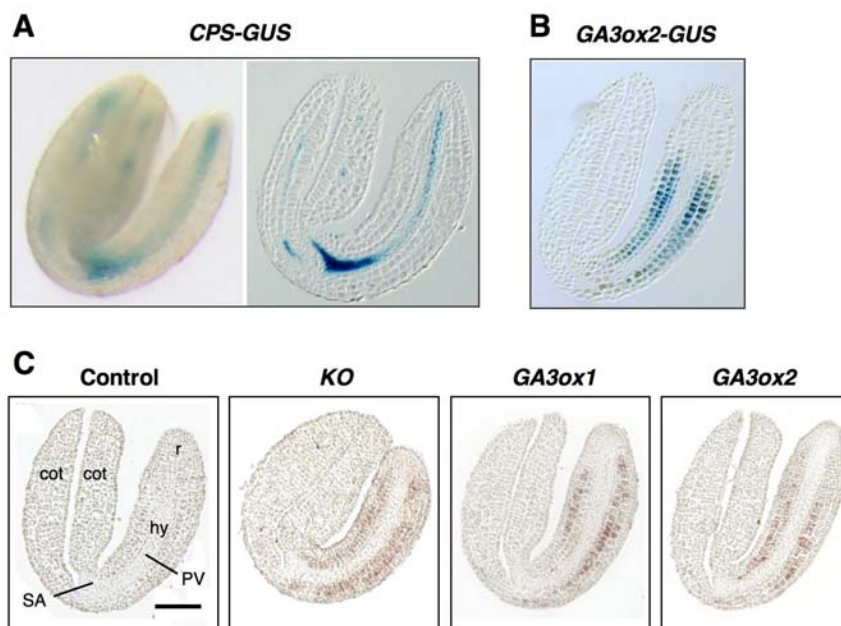 A
CPS-GUS
B
GA3ox2-GUS
C
Control
KO
GA3ox1
GA3ox2
cot
cot
r
hy
PV
SA